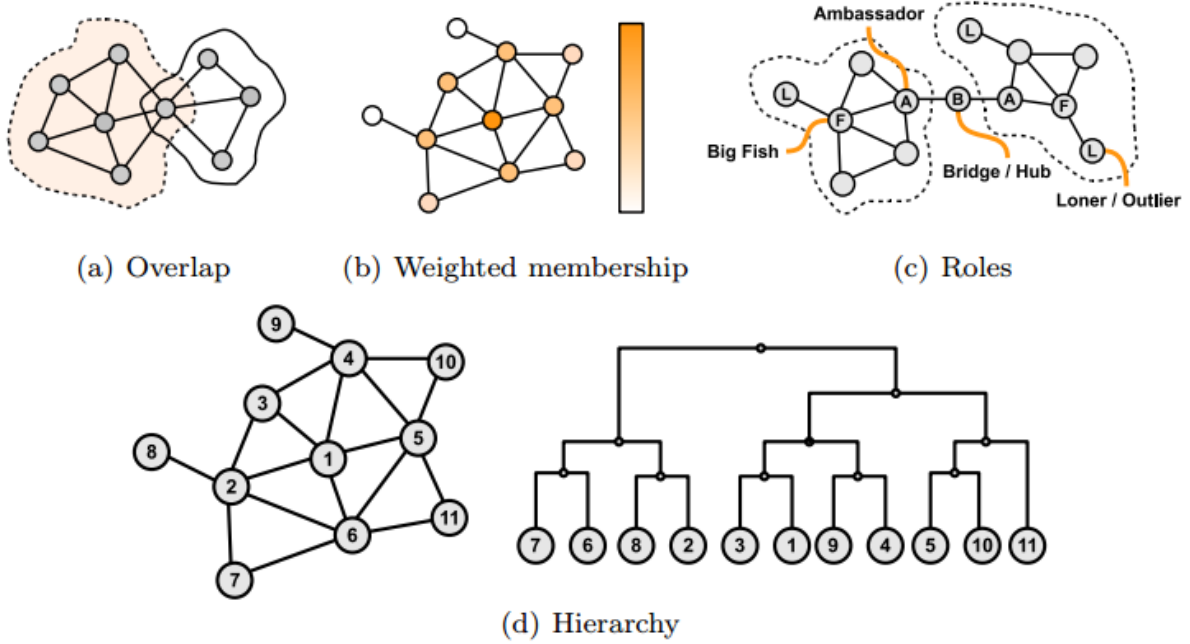 (a) Overlap
(b) Weighted membership
Ambassador
L
L
A
B
A
F
F
L
Big Fish
Bridge / Hub
Loner / Outlier
(c) Roles
9
4
10
3
5
8
1
2
11
6
7
7 6 8 2 3 1 9 4 5 10 11
(d) Hierarchy